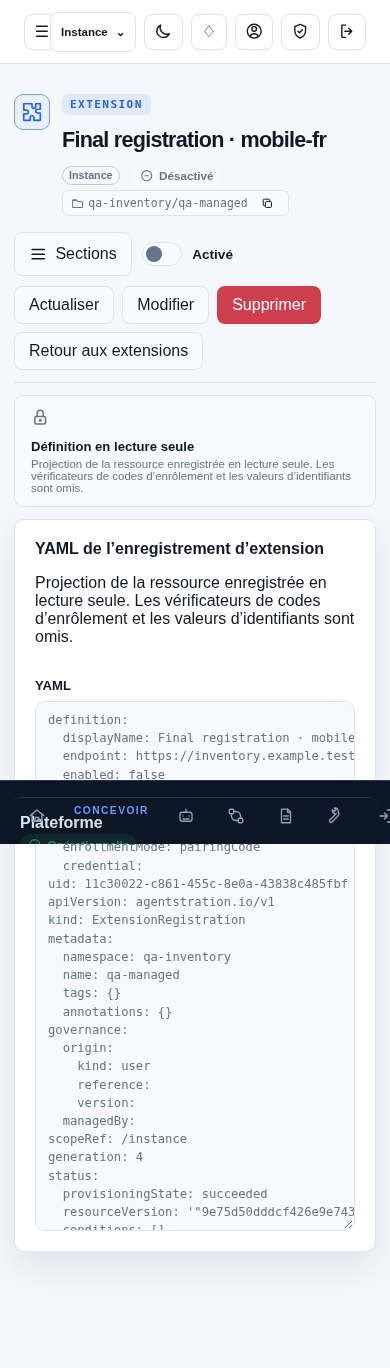 Instance
EXTENSION
Final registration · mobile-fr
Instance
Désactivé
qa-inventory/qa-managed
Sections
Activé
Actualiser
Modifier
Supprimer
Retour aux extensions
Définition en lecture seule
Projection de la ressource enregistrée en lecture seule. Les
vérificateurs de codes d’enrôlement et les valeurs d’identifiants
sont omis.
YAML de l’enregistrement d’extension
Projection de la ressource enregistrée en
lecture seule. Les vérificateurs de codes
d’enrôlement et les valeurs d’identifiants sont
omis.
YAML
definition:
displayName: Final registration · mobile
endpoint: https://inventory.example.test
enabled: false
CONCEVOIR
Plateforme
enrollmentMode: pairingCode
credential:
uid: 11c30022-c861-455c-8e0a-43838c485fbf
apiVersion: agentstration.io/v1
kind: ExtensionRegistration
metadata:
namespace: qa-inventory
name: qa-managed
tags: {}
annotations: {}
governance:
origin:
kind: user
reference:
version:
managedBy:
scopeRef: /instance
generation: 4
status:
provisioningState: succeeded
resourceVersion: '"9e75d50dddcf426e9e743
conditions: []